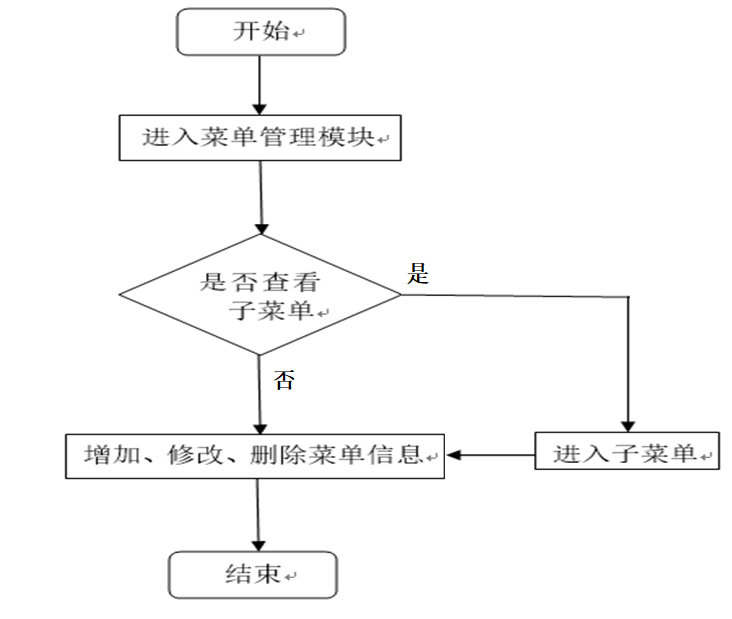 开始
进入菜单管理模块
是否查看
子菜单
是
否
增加、修改、删除菜单信息
进入子菜单
结束